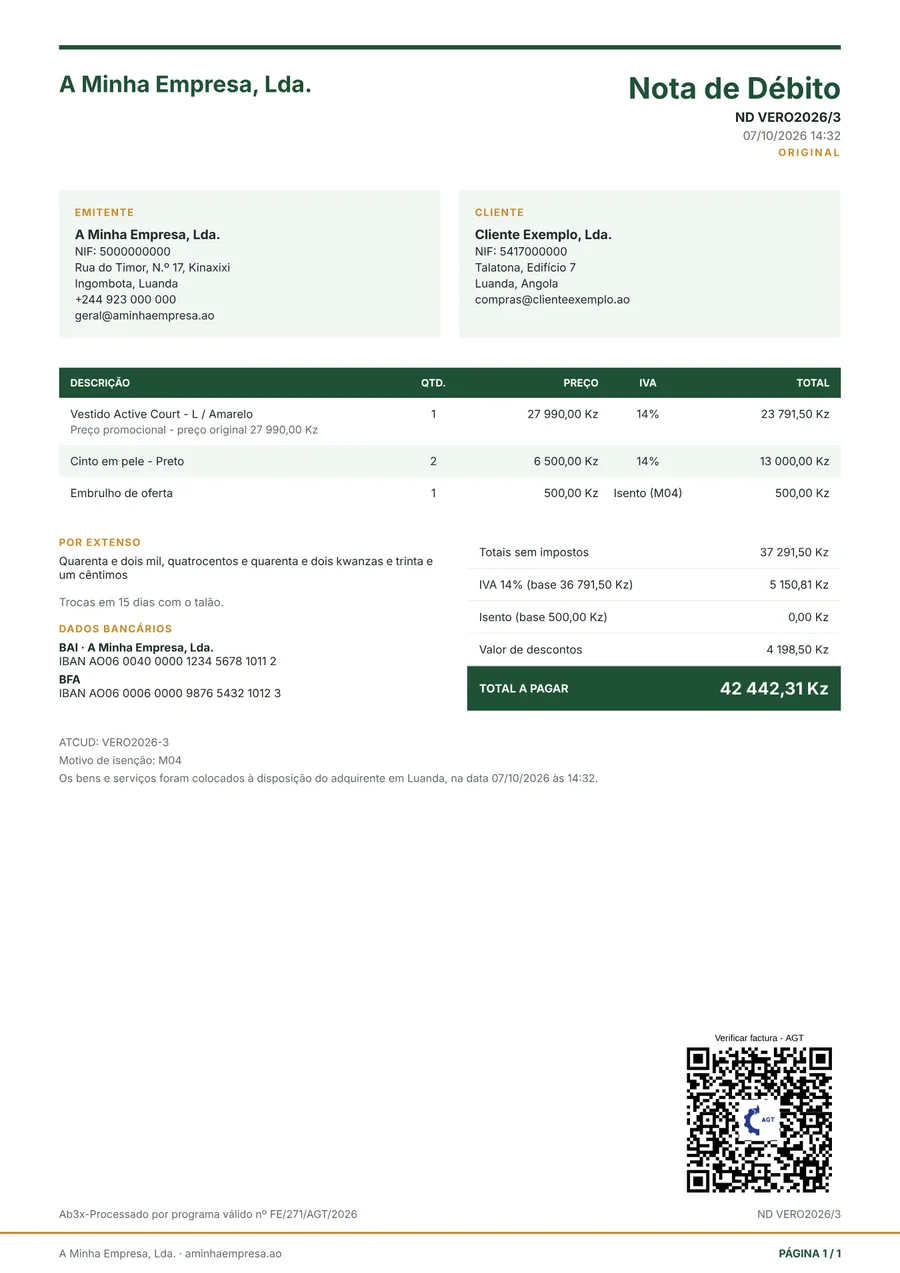 A Minha Empresa, Lda.
Nota de Débito
ND VERO2026/3
07/10/2026 14:32
ORIGINAL
EMITENTE
A Minha Empresa, Lda.
NIF: 5000000000
Rua do Timor, N.º 17, Kinaxixi
Ingombota, Luanda
+244 923 000 000
geral@aminhaempresa.ao
CLIENTE
Cliente Exemplo, Lda.
NIF: 5417000000
Talatona, Edifício 7
Luanda, Angola
compras@clienteexemplo.ao
DESCRIÇÃO QTD. PREÇO IVA TOTAL
Vestido Active Court - L / Amarelo 1 27 990,00 Kz 14% 23 791,50 Kz
Preço promocional - preço original 27 990,00 Kz
Cinto em pele - Preto 2 6 500,00 Kz 14% 13 000,00 Kz
Embrulho de oferta 1 500,00 Kz Isento (M04) 500,00 Kz
POR EXTENSO
Quarenta e dois mil, quatrocentos e quarenta e dois kwanzas e trinta e
um cêntimos
Trocas em 15 dias com o talão.
DADOS BANCÁRIOS
BAI · A Minha Empresa, Lda.
IBAN AO06 0040 0000 1234 5678 1011 2
BFA
IBAN AO06 0006 0000 9876 5432 1012 3
Totais sem impostos 37 291,50 Kz
IVA 14% (base 36 791,50 Kz) 5 150,81 Kz
Isento (base 500,00 Kz) 0,00 Kz
Valor de descontos 4 198,50 Kz
TOTAL A PAGAR 42 442,31 Kz
ATCUD: VERO2026-3
Motivo de isenção: M04
Os bens e serviços foram colocados à disposição do adquirente em Luanda, na data 07/10/2026 às 14:32.
Verificar factura - AGT
AGT
Ab3x-Processado por programa válido nº FE/271/AGT/2026
ND VERO2026/3
A Minha Empresa, Lda. · aminhaempresa.ao
PÁGINA 1 / 1